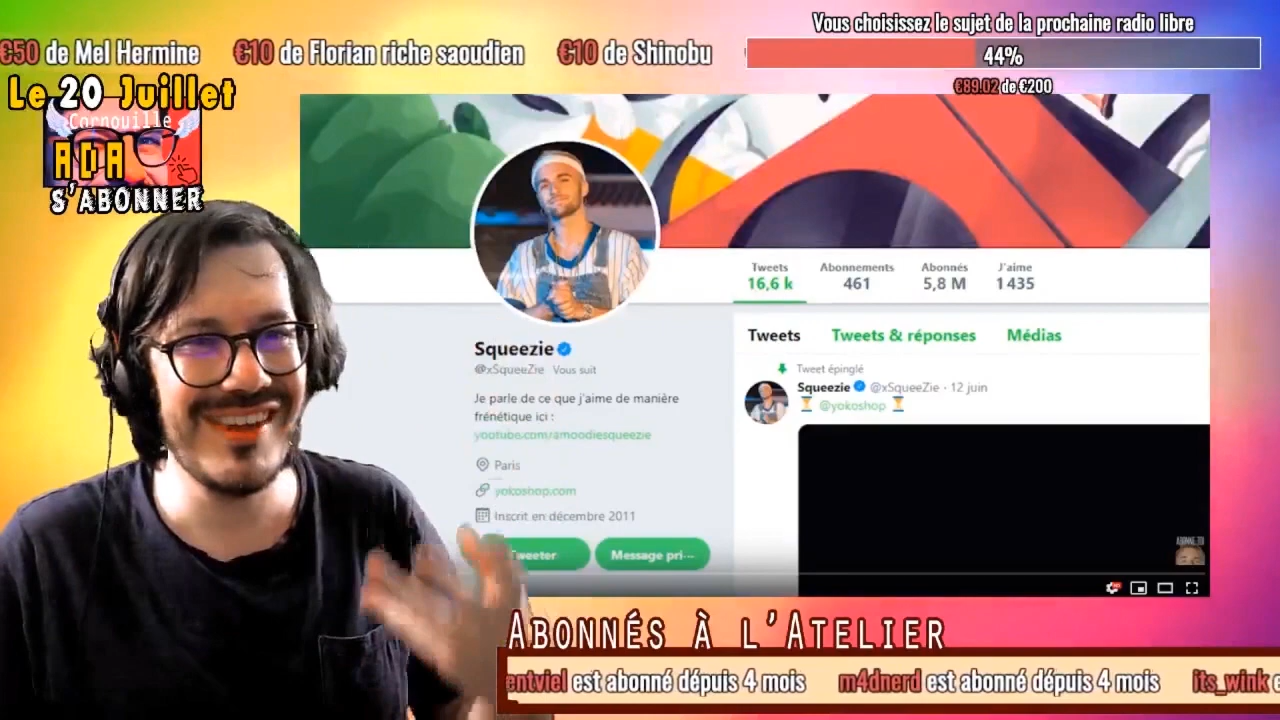 Vous choisissez le sujet de la prochaine radio libre
€50 de Mel Hermine €10 de Florian riche saoudien €10 de Shinobu
44%
€89.02 de €200
Le 20 Juillet
Cornouille
ADA
S'ABONNER
Tweets Abonnements Abonnés J'aime
16,6 k 461 5,8 M 1 435
Tweets Tweets & réponses Médias
Squeezie
@xSqueeZie Vous suit
Tweet épinglé
Squeezie @xSqueeZie · 12 juin
@yokoshop
Je parle de ce que j'aime de manière
frénétique ici :
youtube.com/amoodiesqueezie
Paris
yokoshop.com
Inscrit en décembre 2011
Tweeter Message pri···
ABONNÉS À L'ATELIER
entviel est abonné dépuis 4 mois m4dnerd est abonné dépuis 4 mois its_wink